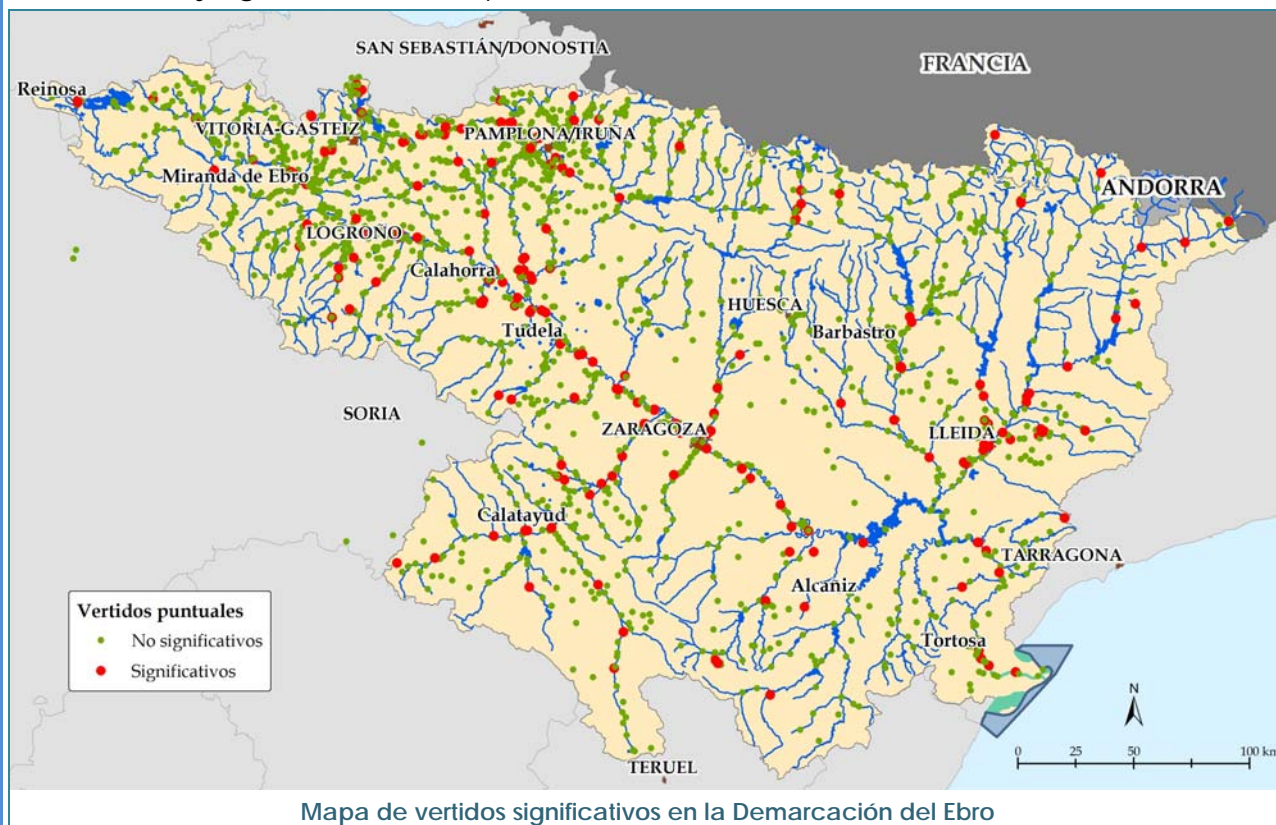 SAN SEBASTIÁN/DONOSTIA
FRANCIA
Reinosa
VITORIA-GASTEIZ
PAMPLONA/IRUÑA
Miranda de Ebro
ANDORRA
LOGROÑO
Calahorra
HUESCA
Tudela
Barbastro
SORIA
ZARAGOZA
LLEIDA
Calatayud
TARRAGONA
Alcañiz
Vertidos puntuales
No significativos
Significativos
Tortosa
N
0 25 50 100 km
TERUEL
Mapa de vertidos significativos en la Demarcación del Ebro